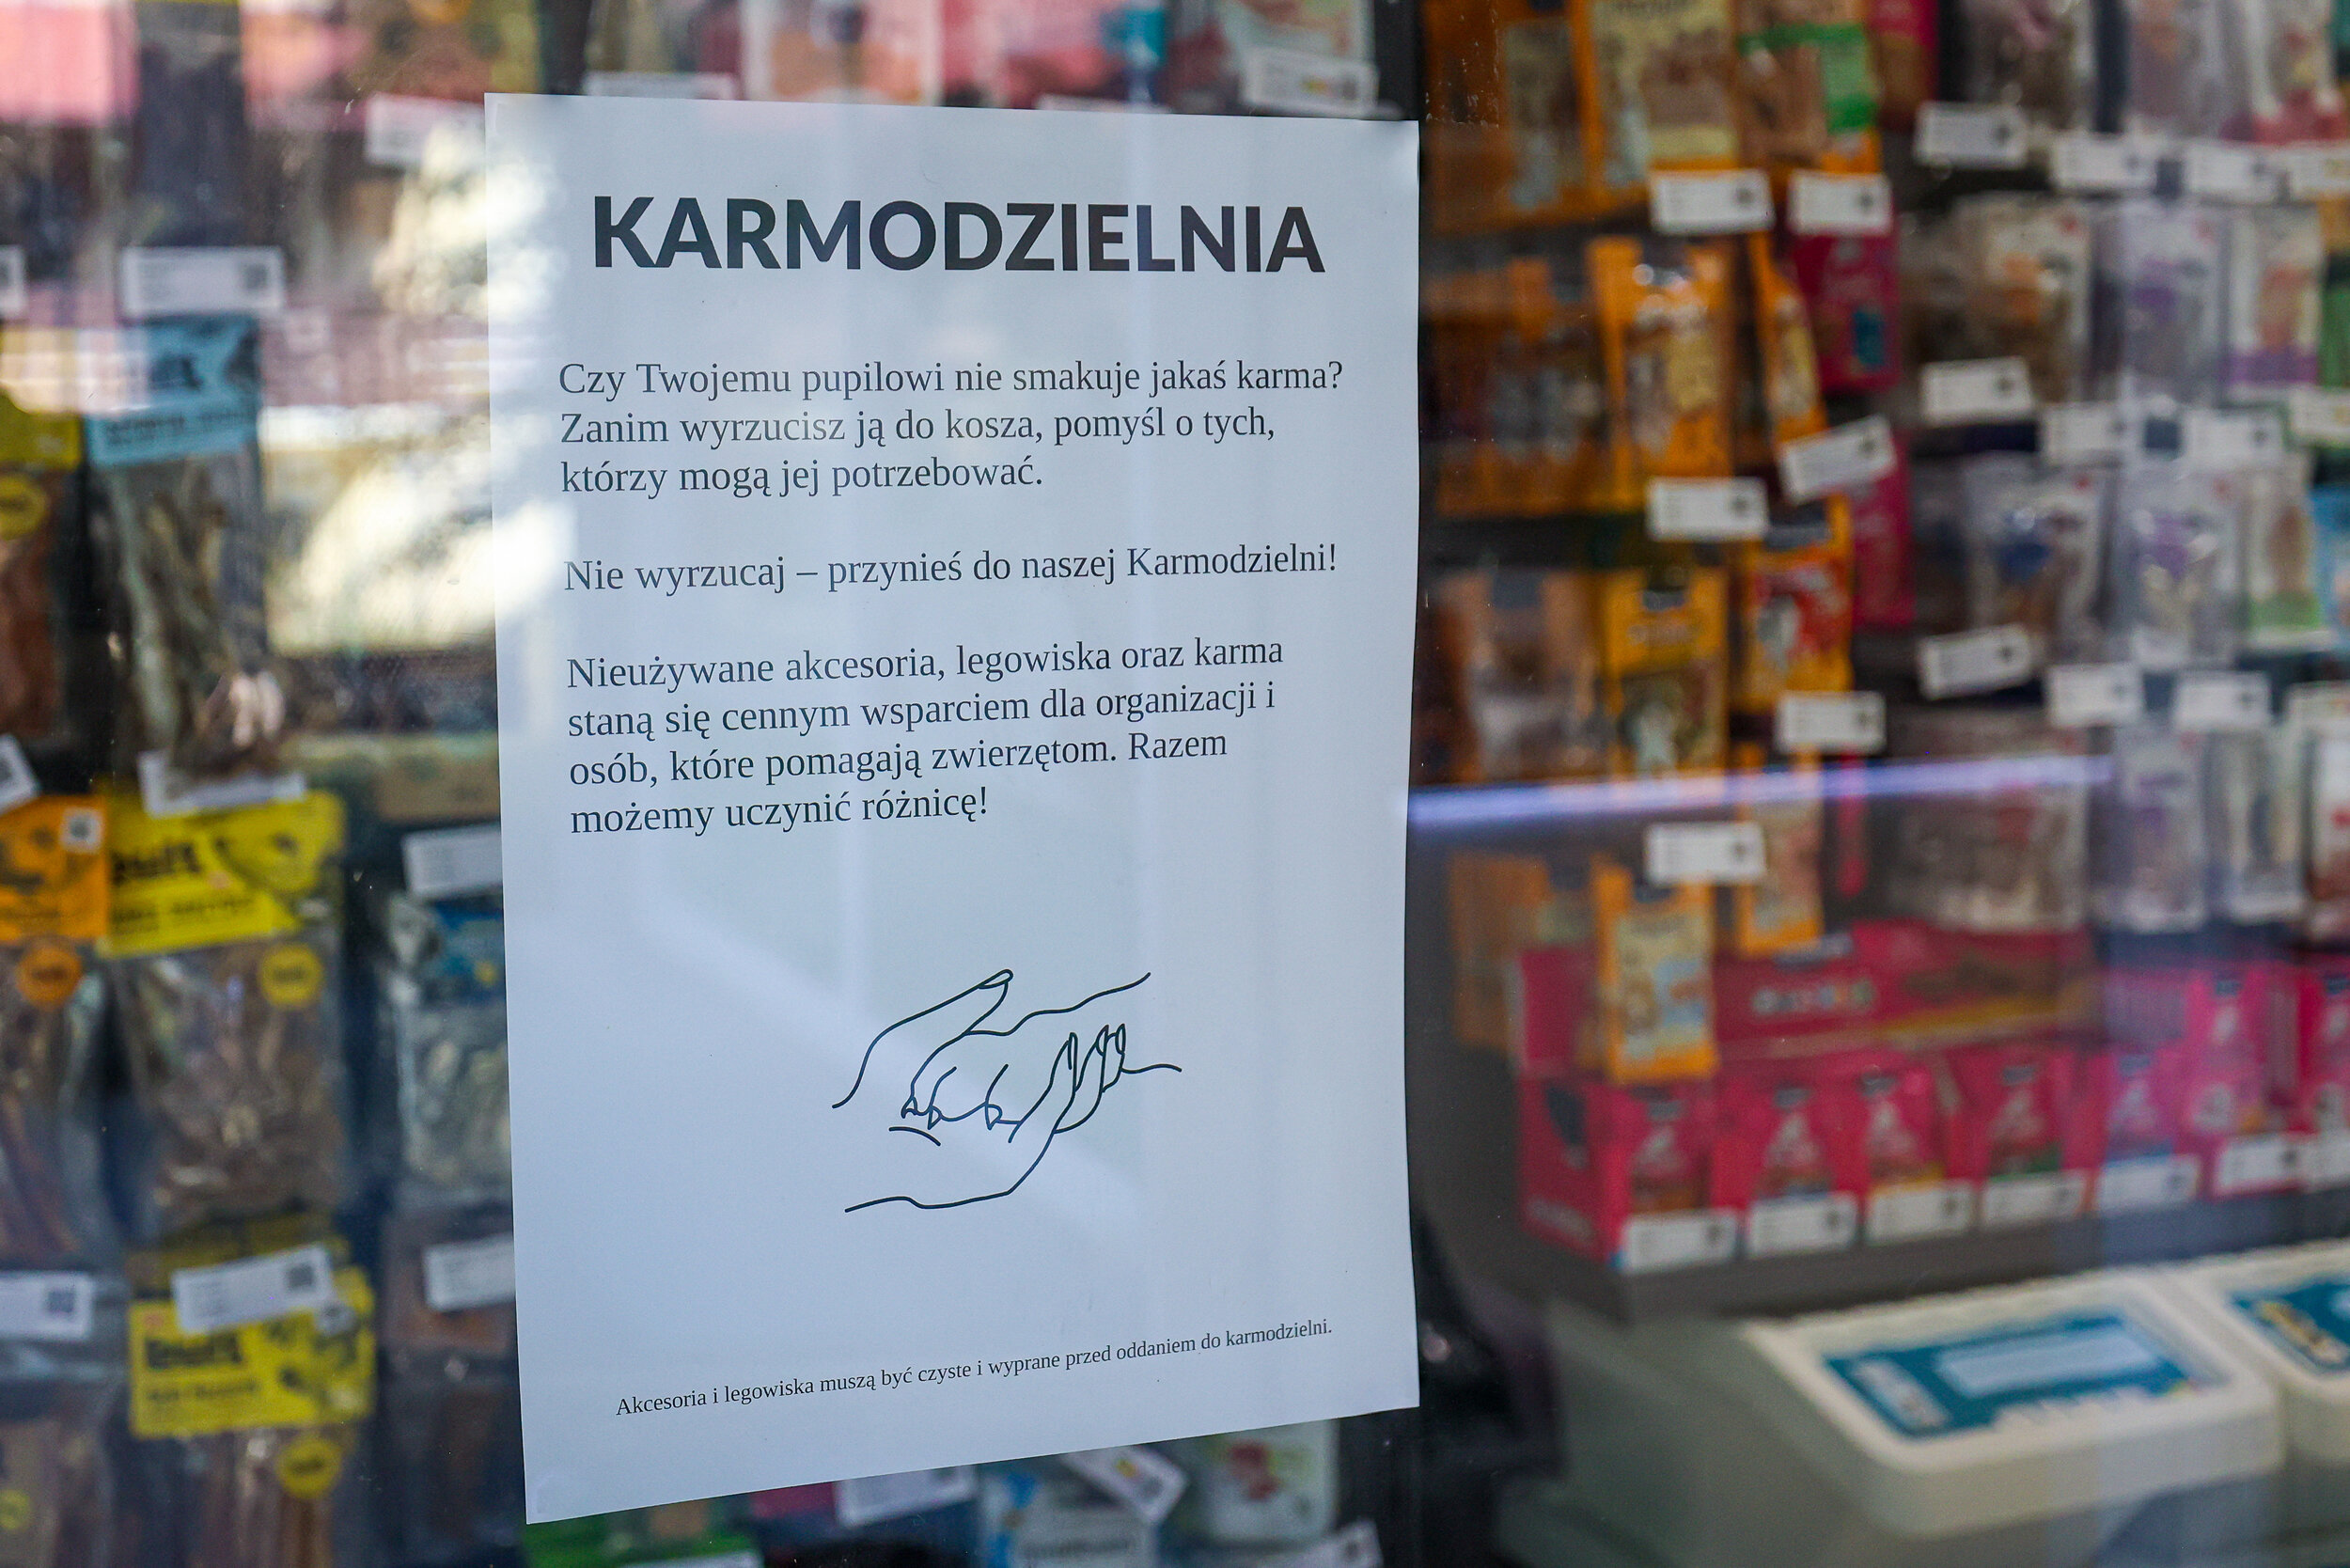 KARMODZIELNIA
Czy Twojemu pupilowi nie smakuje jakaś karma?
Zanim wyrzucisz ją do kosza, pomyśl o tych,
którzy mogą jej potrzebować.
Nie wyrzucaj – przynieś do naszej Karmodzielni!
Nieużywane akcesoria, legowiska oraz karma
staną się cennym wsparciem dla organizacji i
osób, które pomagają zwierzętom. Razem
możemy uczynić różnicę!
Akcesoria i legowiska muszą być czyste i wyprane przed oddaniem do karmodzielni.